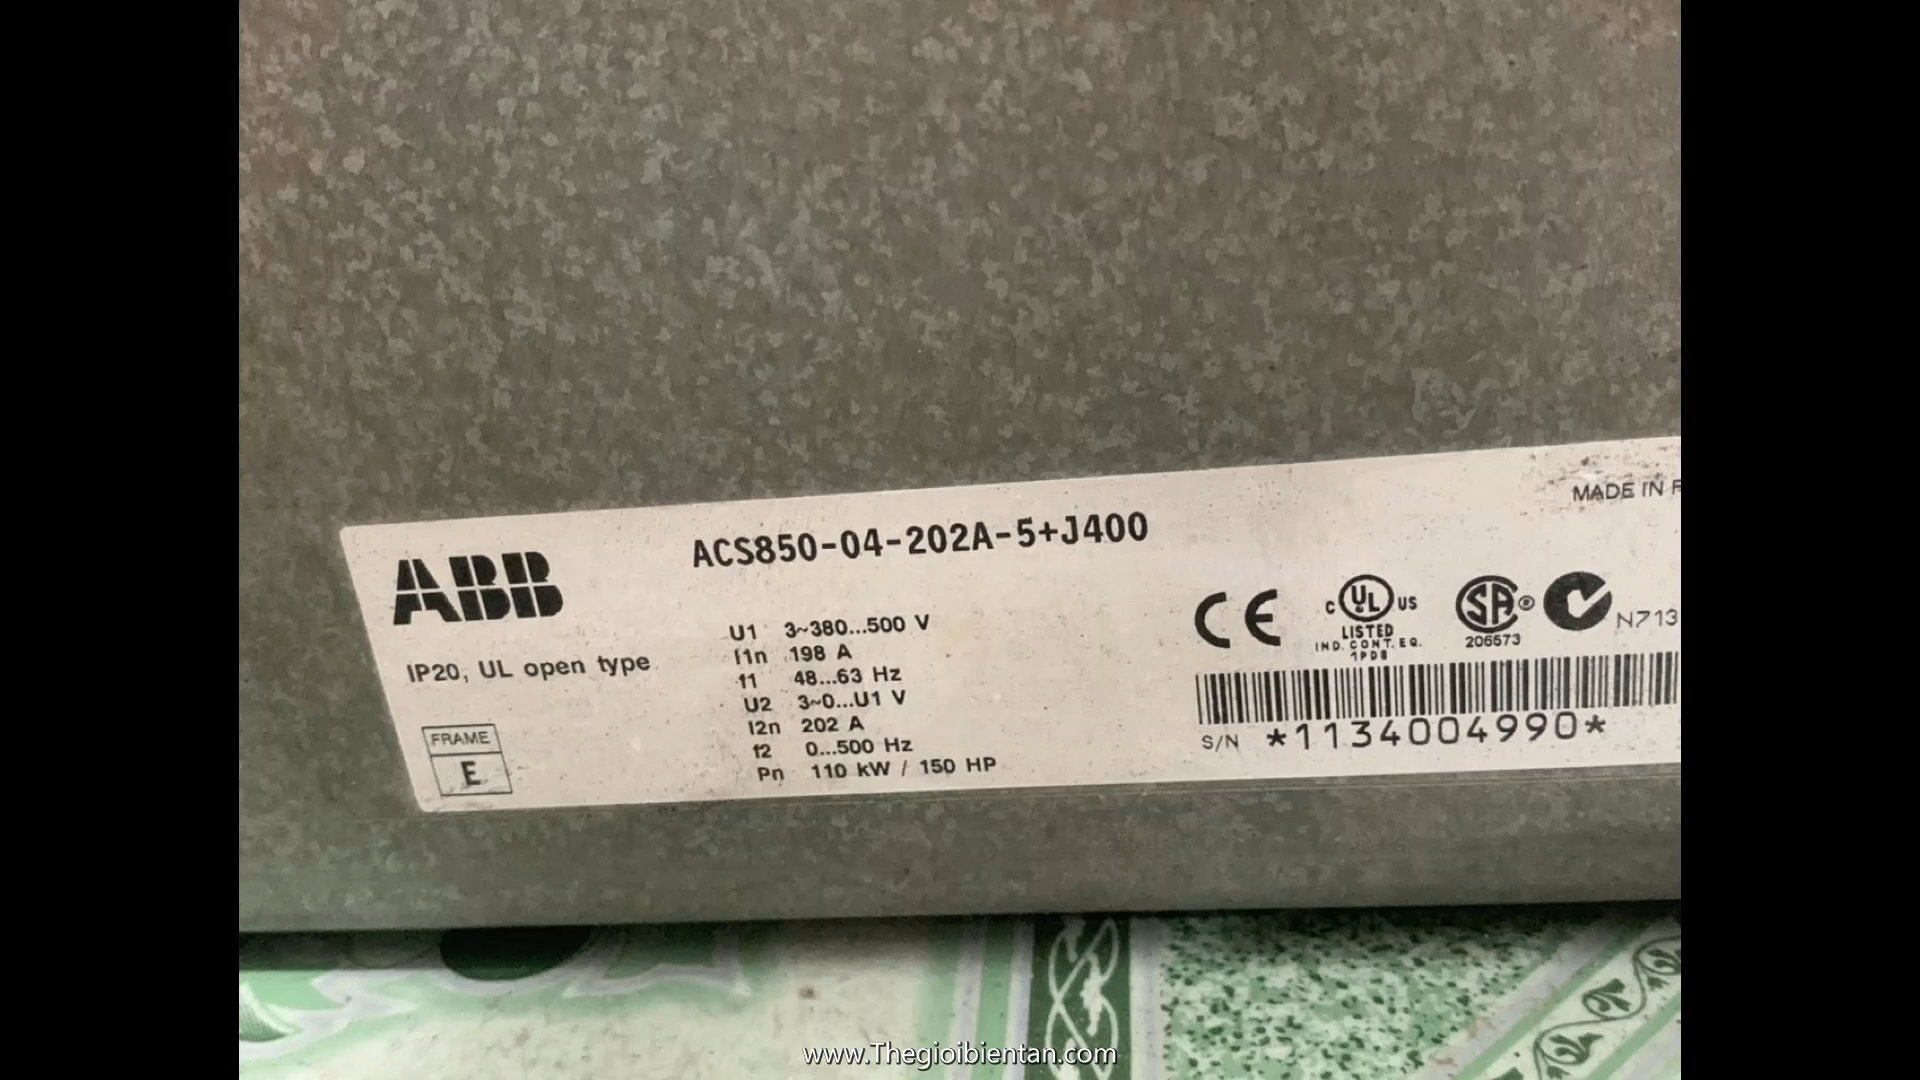 MADE IN F
ACS850-04-202A-5+J400
ABB
IP20, UL open type
FRAME
E
U1 3~380...500 V
I1n 198 A
f1 48...63 Hz
U2 3~0...U1 V
I2n 202 A
f2 0...500 Hz
Pn 110 kW / 150 HP
CE
C UL US
LISTED
IND. CONT. EQ.
1PD8
SA®
206573
N713
S/N *1134004990*
www.Thegioibientan.com